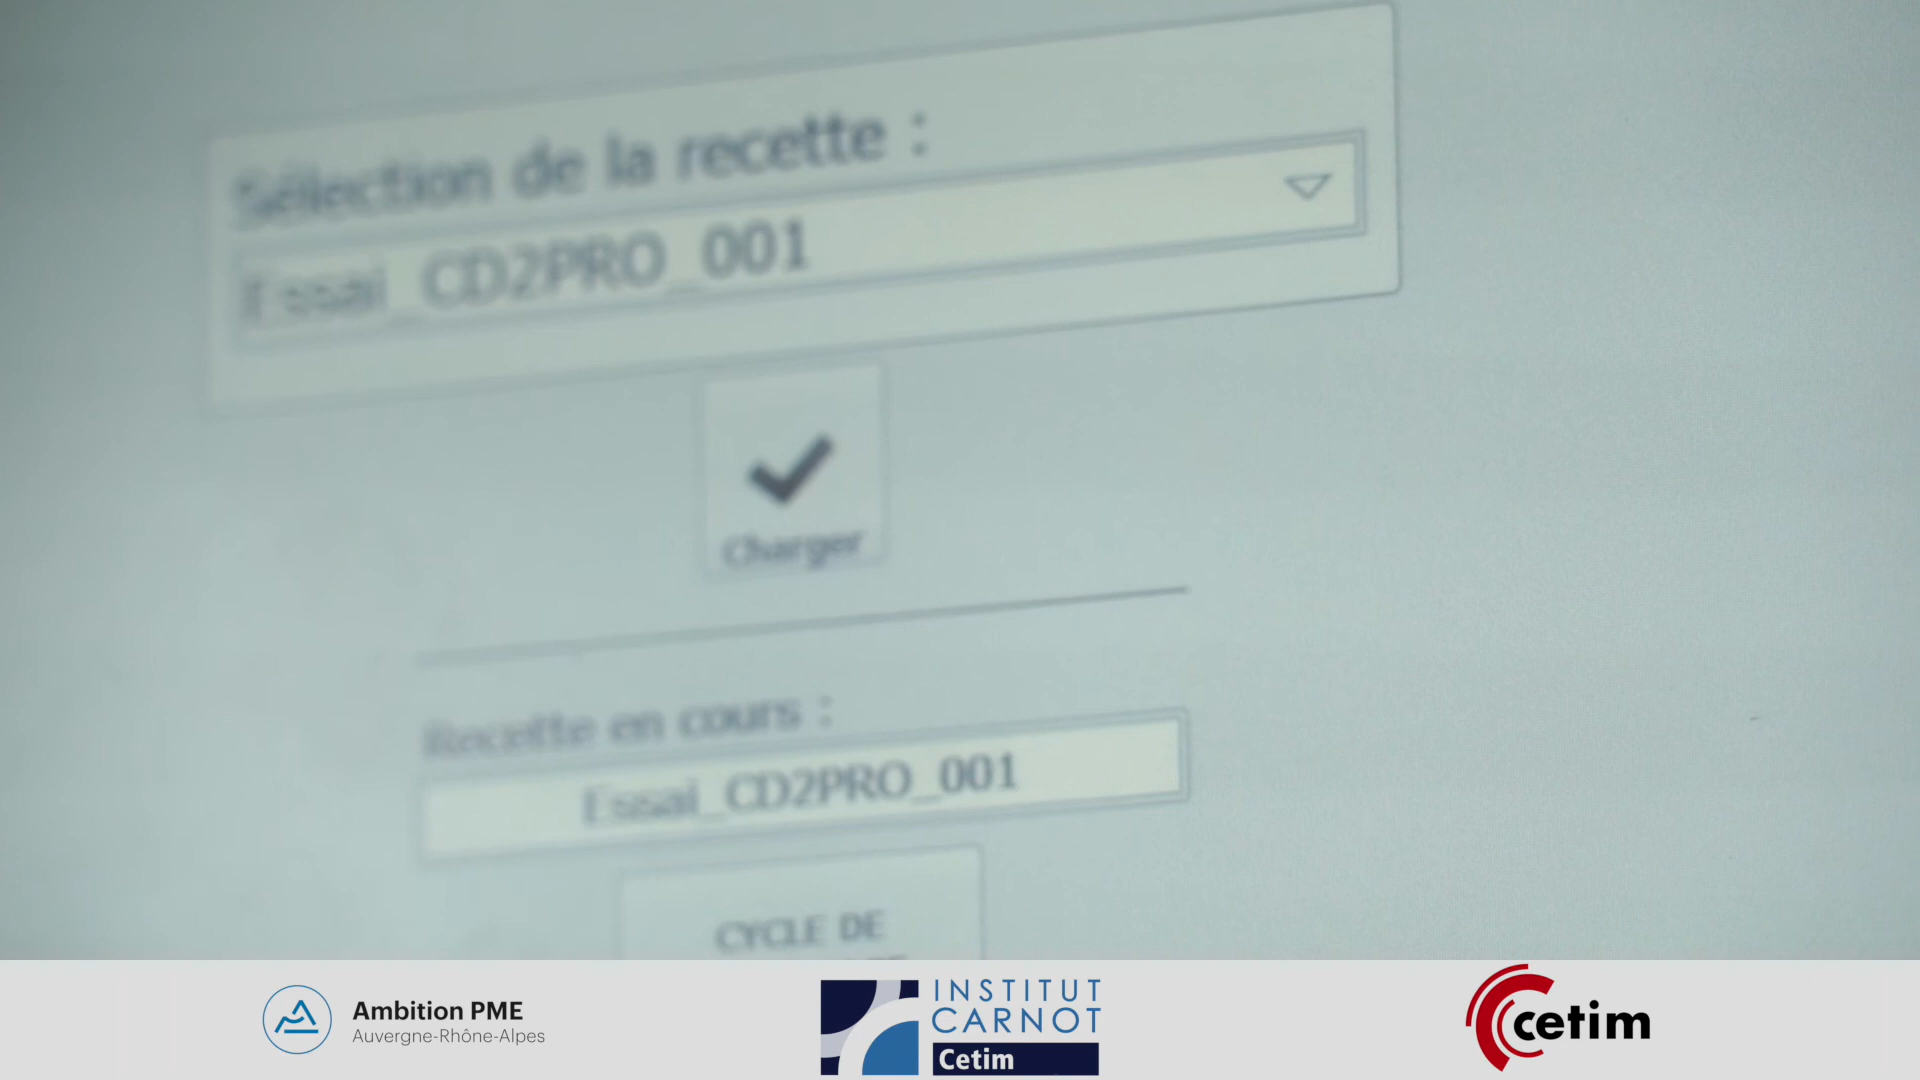 Sélection de la recette :
Essai_CD2PRO_001
Charger
Recette en cours :
Essai_CD2PRO_001
CYCLE DE
Ambition PME
Auvergne-Rhône-Alpes
INSTITUT
CARNOT
Cetim
cetim